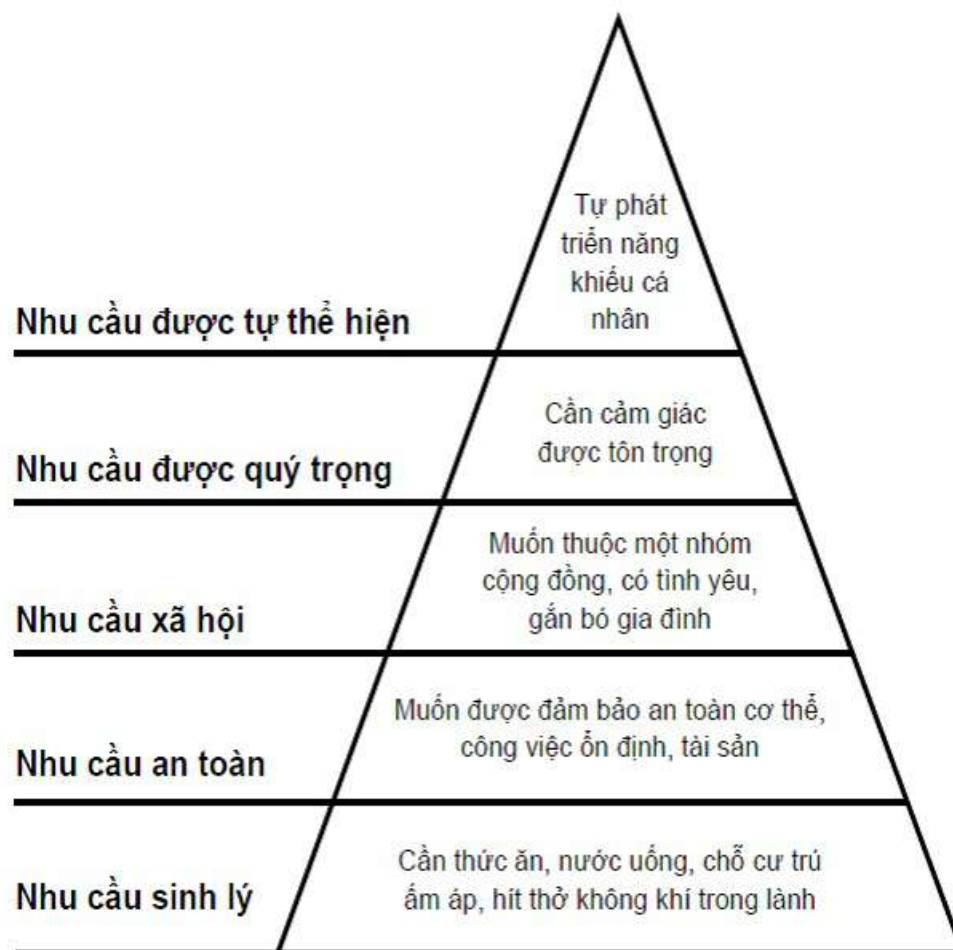 Tự phát
triển năng
khiếu cá
nhân
Nhu cầu được tự thể hiện
Cần cảm giác
được tôn trọng
Nhu cầu được quý trọng
Muốn thuộc một nhóm
cộng đồng, có tình yêu,
gắn bó gia đình
Nhu cầu xã hội
Muốn được đảm bảo an toàn cơ thể,
công việc ổn định, tài sản
Nhu cầu an toàn
Cần thức ăn, nước uống, chỗ cư trú
ấm áp, hít thở không khí trong lành
Nhu cầu sinh lý